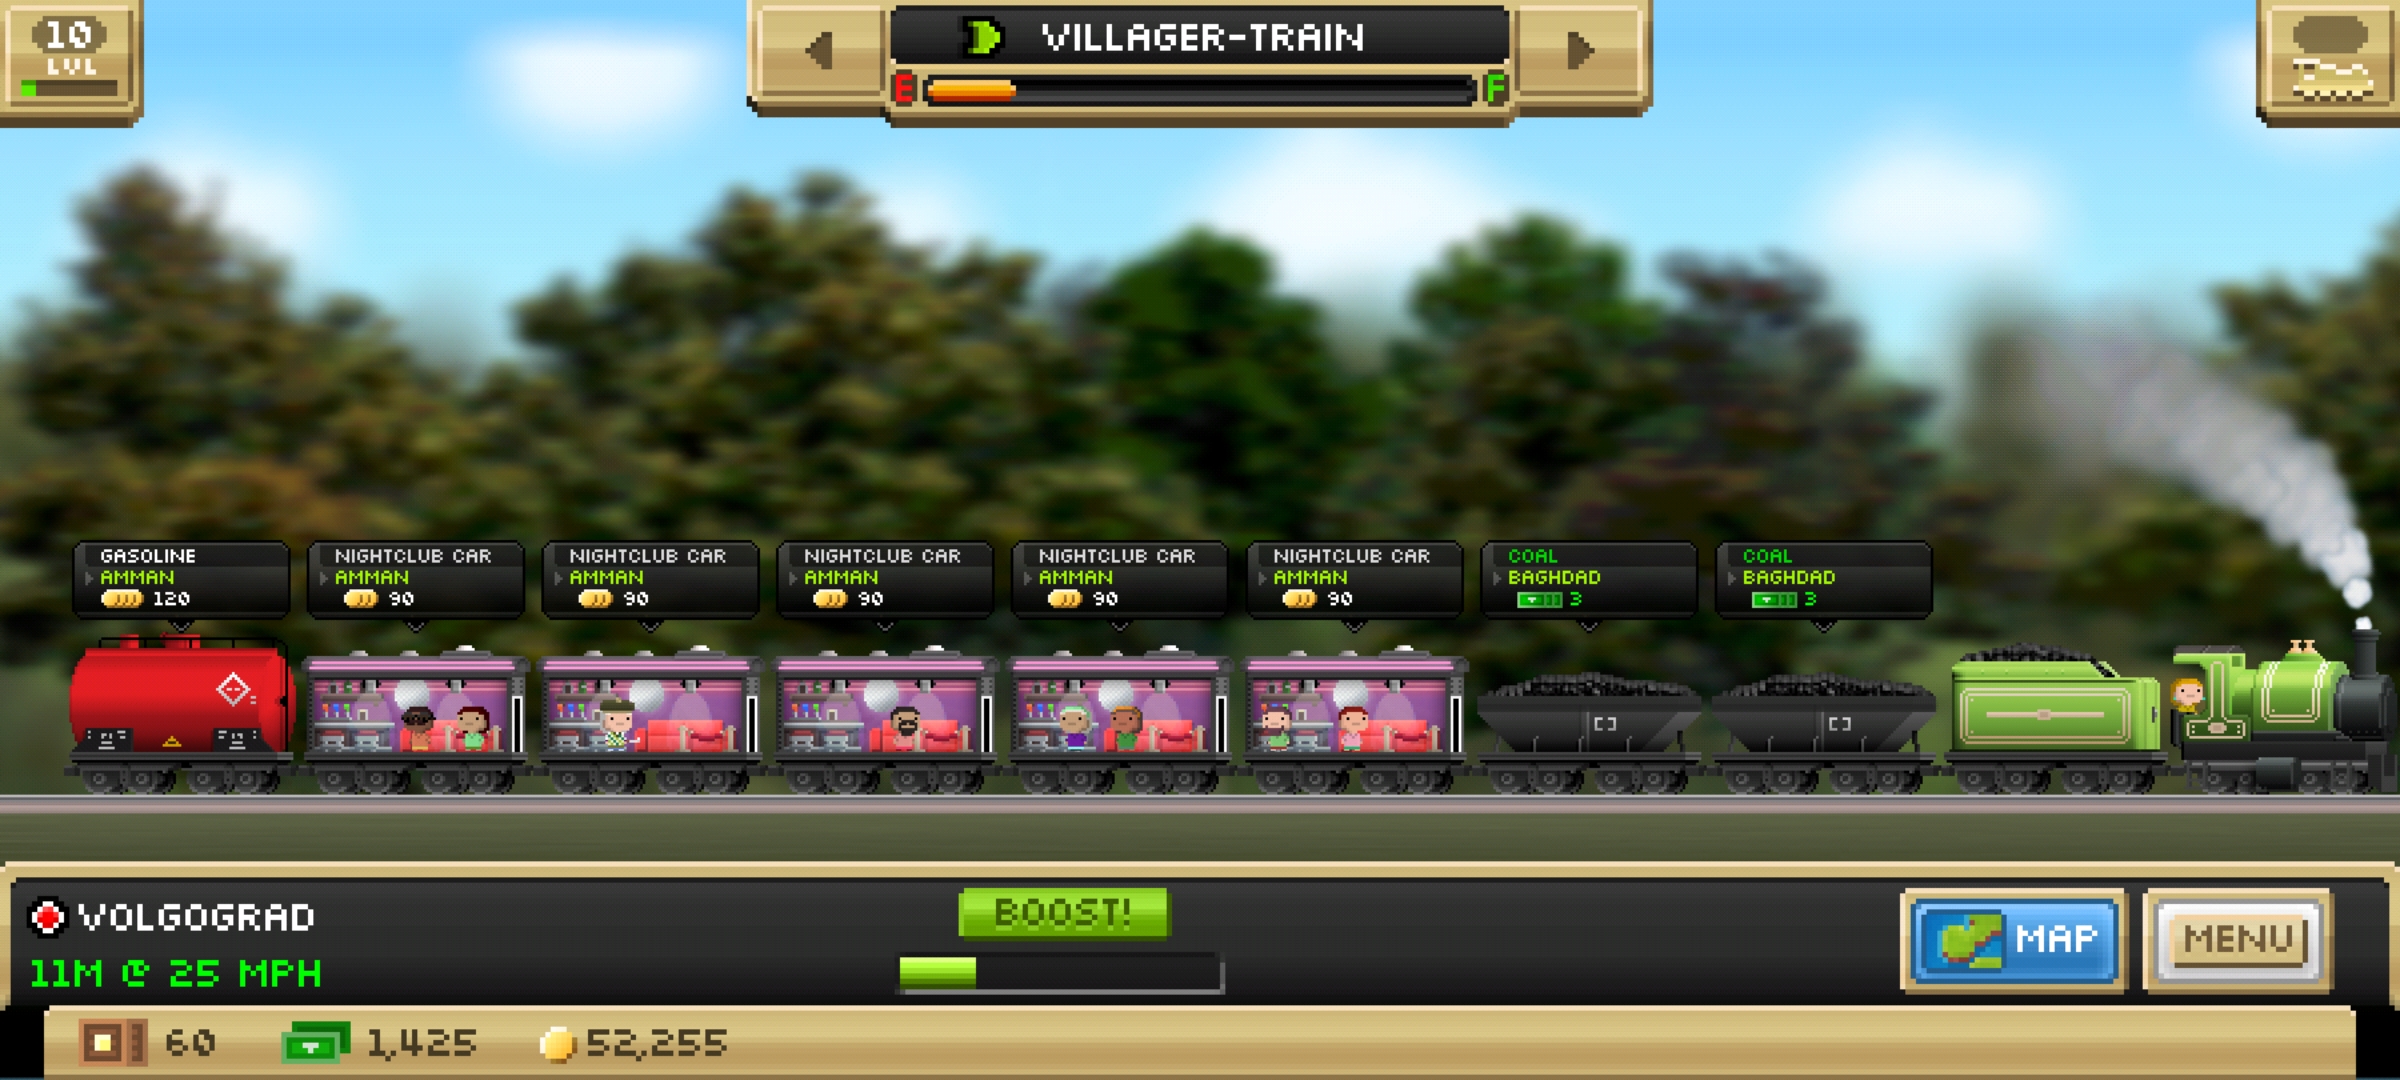 10
LVL
VILLAGER-TRAIN
E F
GASOLINE
AMMAN
120
NIGHTCLUB CAR
AMMAN
90
NIGHTCLUB CAR
AMMAN
90
NIGHTCLUB CAR
AMMAN
90
NIGHTCLUB CAR
AMMAN
90
NIGHTCLUB CAR
AMMAN
90
COAL
BAGHDAD
3
COAL
BAGHDAD
3
VOLGOGRAD
11M @ 25 MPH
BOOST!
MAP
MENU
60
1,425
52,255